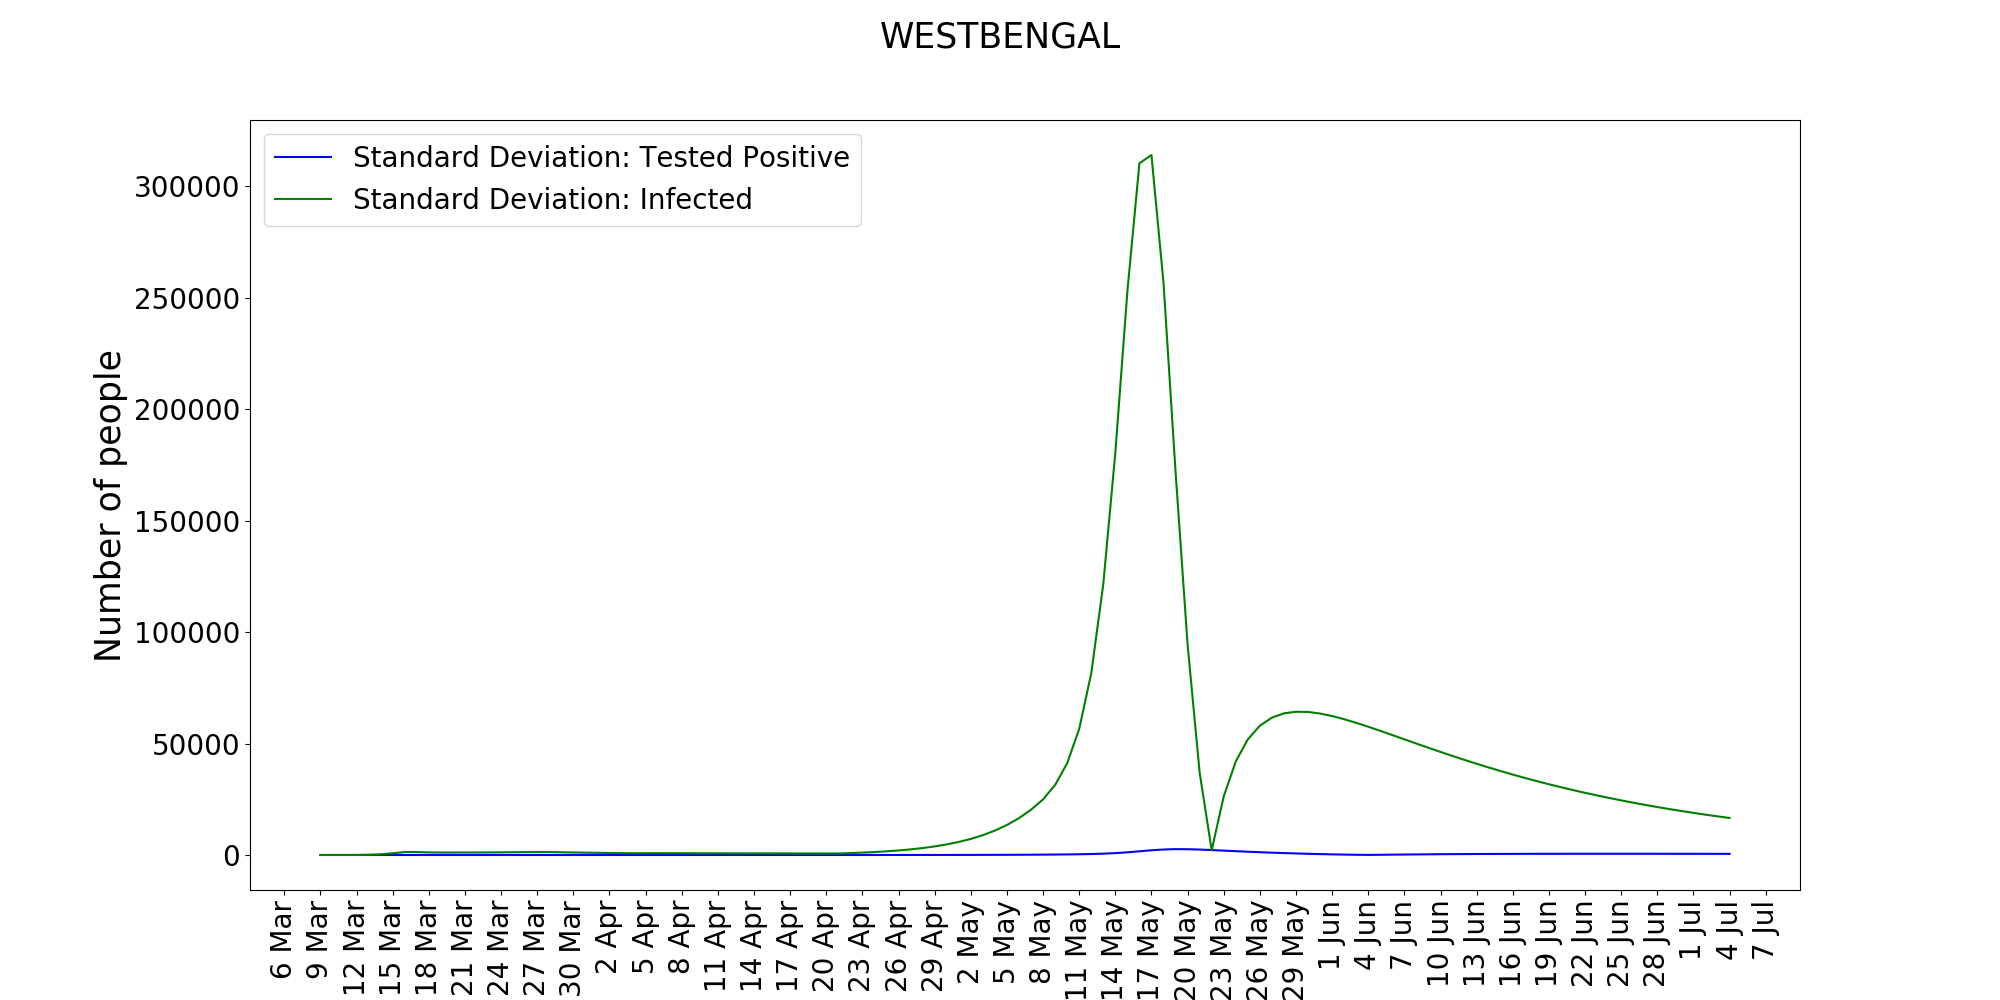 WESTBENGAL
Standard Deviation: Tested Positive
Standard Deviation: Infected
Number of people
300000
250000
200000
150000
100000
50000
0
6 Mar
9 Mar
12 Mar
15 Mar
18 Mar
21 Mar
24 Mar
27 Mar
30 Mar
2 Apr
5 Apr
8 Apr
11 Apr
14 Apr
17 Apr
20 Apr
23 Apr
26 Apr
29 Apr
2 May
5 May
8 May
11 May
14 May
17 May
20 May
23 May
26 May
29 May
1 Jun
4 Jun
7 Jun
10 Jun
13 Jun
16 Jun
19 Jun
22 Jun
25 Jun
28 Jun
1 Jul
4 Jul
7 Jul